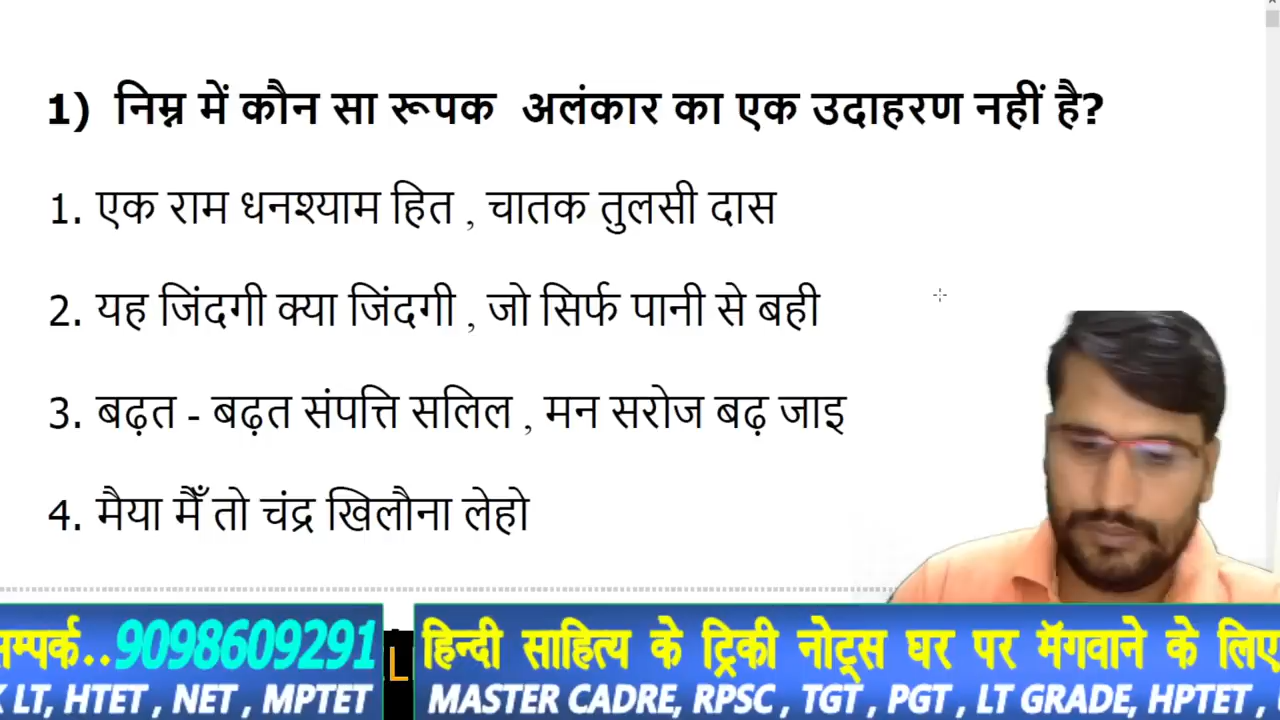 1) निम्न में कौन सा रूपक अलंकार का एक उदाहरण नहीं है?
1. एक राम धनश्याम हित , चातक तुलसी दास
2. यह जिंदगी क्या जिंदगी , जो सिर्फ पानी से बही
3. बढ़त - बढ़त संपत्ति सलिल , मन सरोज बढ़ जाइ
4. मैया मैँ तो चंद्र खिलौना लेहो
सम्पर्क..9098609291 हिन्दी साहित्य के ट्रिकी नोट्स घर पर मॅगवाने के लिए
LT, HTET , NET , MPTET MASTER CADRE, RPSC , TGT , PGT , LT GRADE, HPTET ,